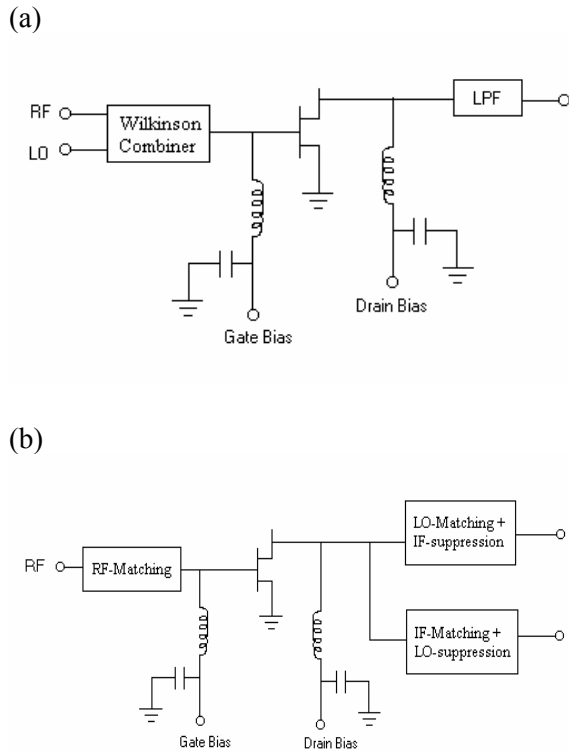 (a)
RF
LO
Wilkinson
Combiner
LPF
Gate Bias
Drain Bias
(b)
RF
RF-Matching
LO-Matching +
IF-suppression
IF-Matching +
LO-suppression
Gate Bias
Drain Bias